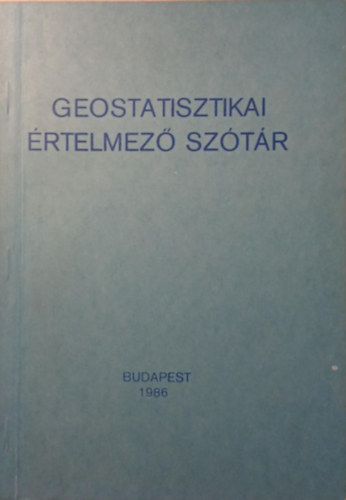 GEOSTATISZTIKAI
ÉRTELMEZŐ SZÓTÁR
BUDAPEST
1986